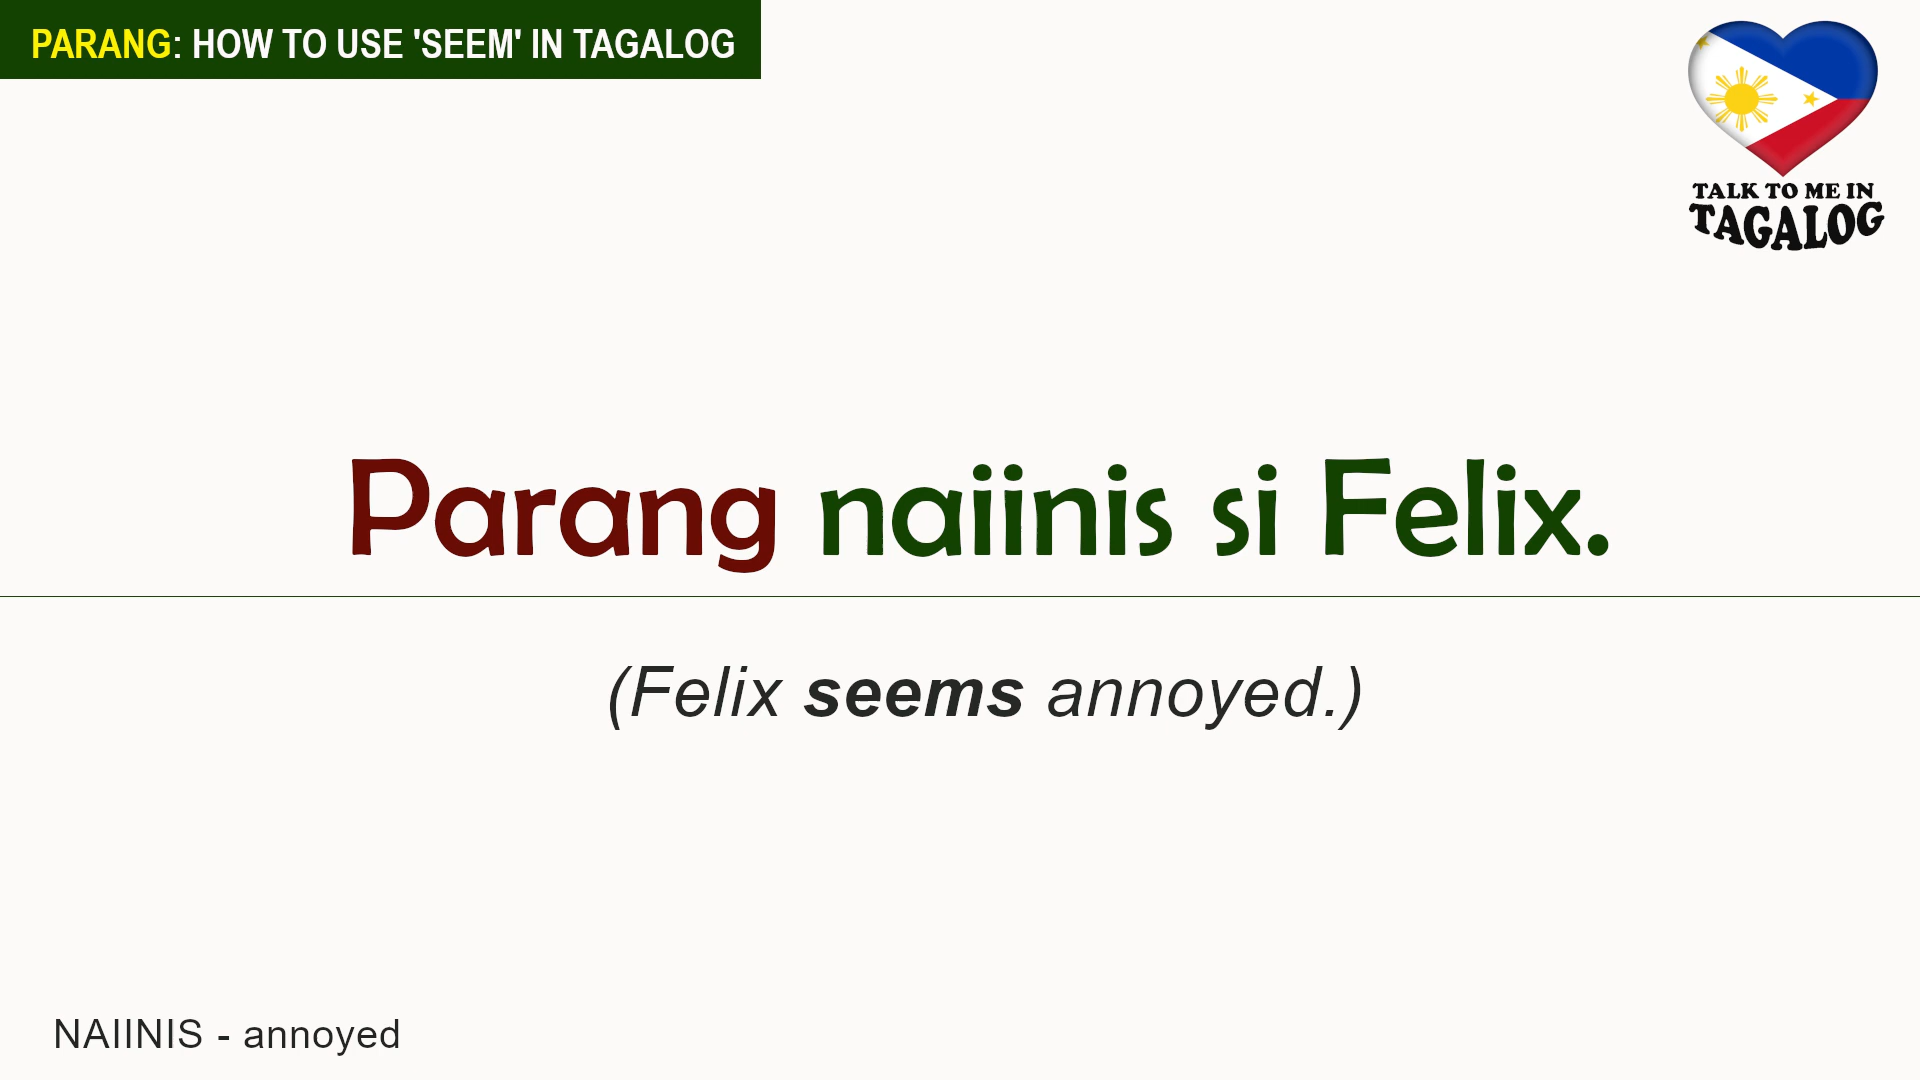 PARANG: HOW TO USE 'SEEM' IN TAGALOG
TALK TO ME IN
TAGALOG
Parang naiinis si Felix.
(Felix seems annoyed.)
NAIINIS - annoyed